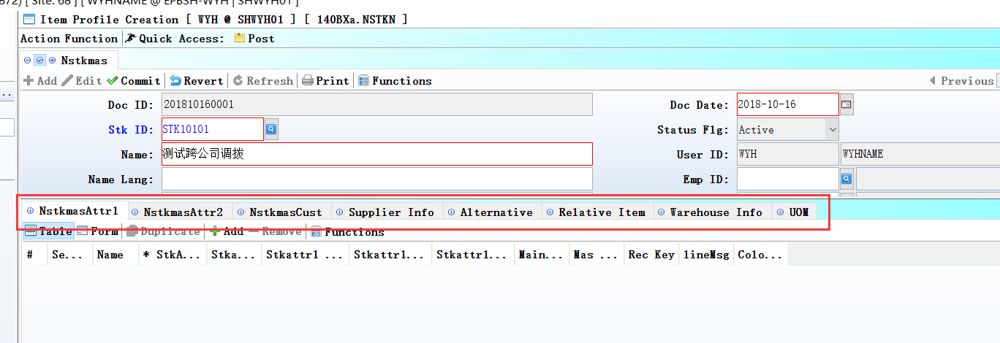 872) [ Site: 68 ] [ WYHNAME @ EPBSH-WYH | SHWYH01 ]
Item Profile Creation [ WYH @ SHWYH01 ] [ 140BXa.NSTKN ]
Action Function Quick Access: Post
Nstkmas
Add Edit Commit Revert Refresh Print Functions Previous
..
Doc ID: 201810160001 Doc Date: 2018-10-16
Stk ID: STK10101 Status Flg: Active
Name: 测试跨公司调拨 User ID: WYH WYHNAME
Name Lang: Emp ID:
NstkmasAttr1 NstkmasAttr2 NstkmasCust Supplier Info Alternative Relative Item Warehouse Info UOM
Table Form Duplicate Add Remove Functions
# Se... Name * StkA... Stka... Stkattr1 ... Stkattr1... Stkattr1... Main... Mas ... Rec Key lineMsg Colo...